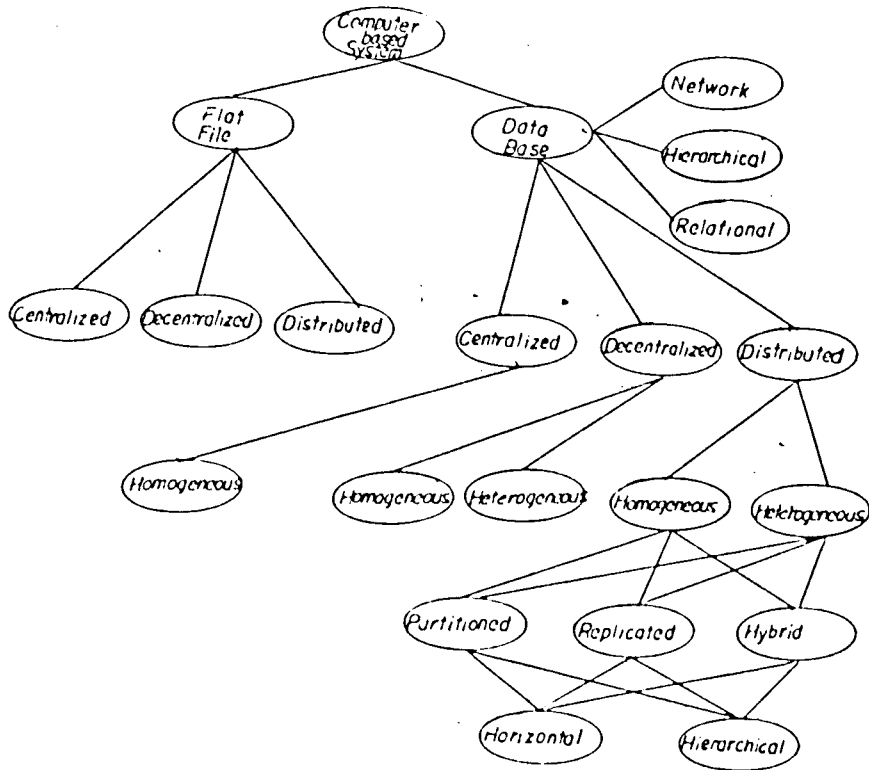 Computer
based
System
Flat
File
Data
Base
Network
Hierarchical
Relational
Centralized
Decentralized
Distributed
Centralized
Decentralized
Distributed
Homogeneous
Homogeneous
Heterogenous
Homogeneous
Heterogeneous
Partitioned
Replicated
Hybrid
Horizontal
Hierarchical